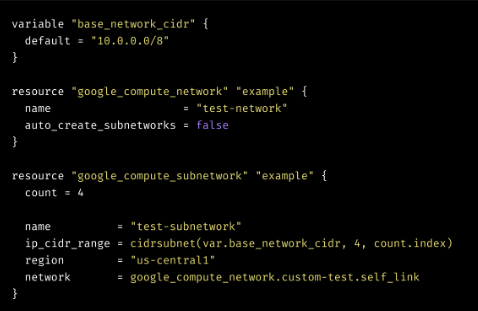 variable "base_network_cidr" {
  default = "10.0.0.0/8"
}

resource "google_compute_network" "example" {
  name                    = "test-network"
  auto_create_subnetworks = false
}

resource "google_compute_subnetwork" "example" {
  count = 4

  name          = "test-subnetwork"
  ip_cidr_range = cidrsubnet(var.base_network_cidr, 4, count.index)
  region        = "us-central1"
  network       = google_compute_network.custom-test.self_link
}